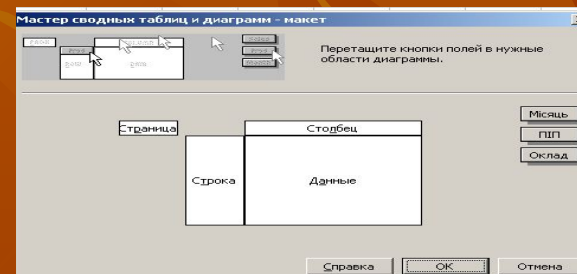 Мастер сводных таблиц и диаграмм - макет
Перетащите кнопки полей в нужные
области диаграммы.
Страница
Столбец
Строка
Данные
Місяць
ПІП
Оклад
Справка
ОК
Отмена